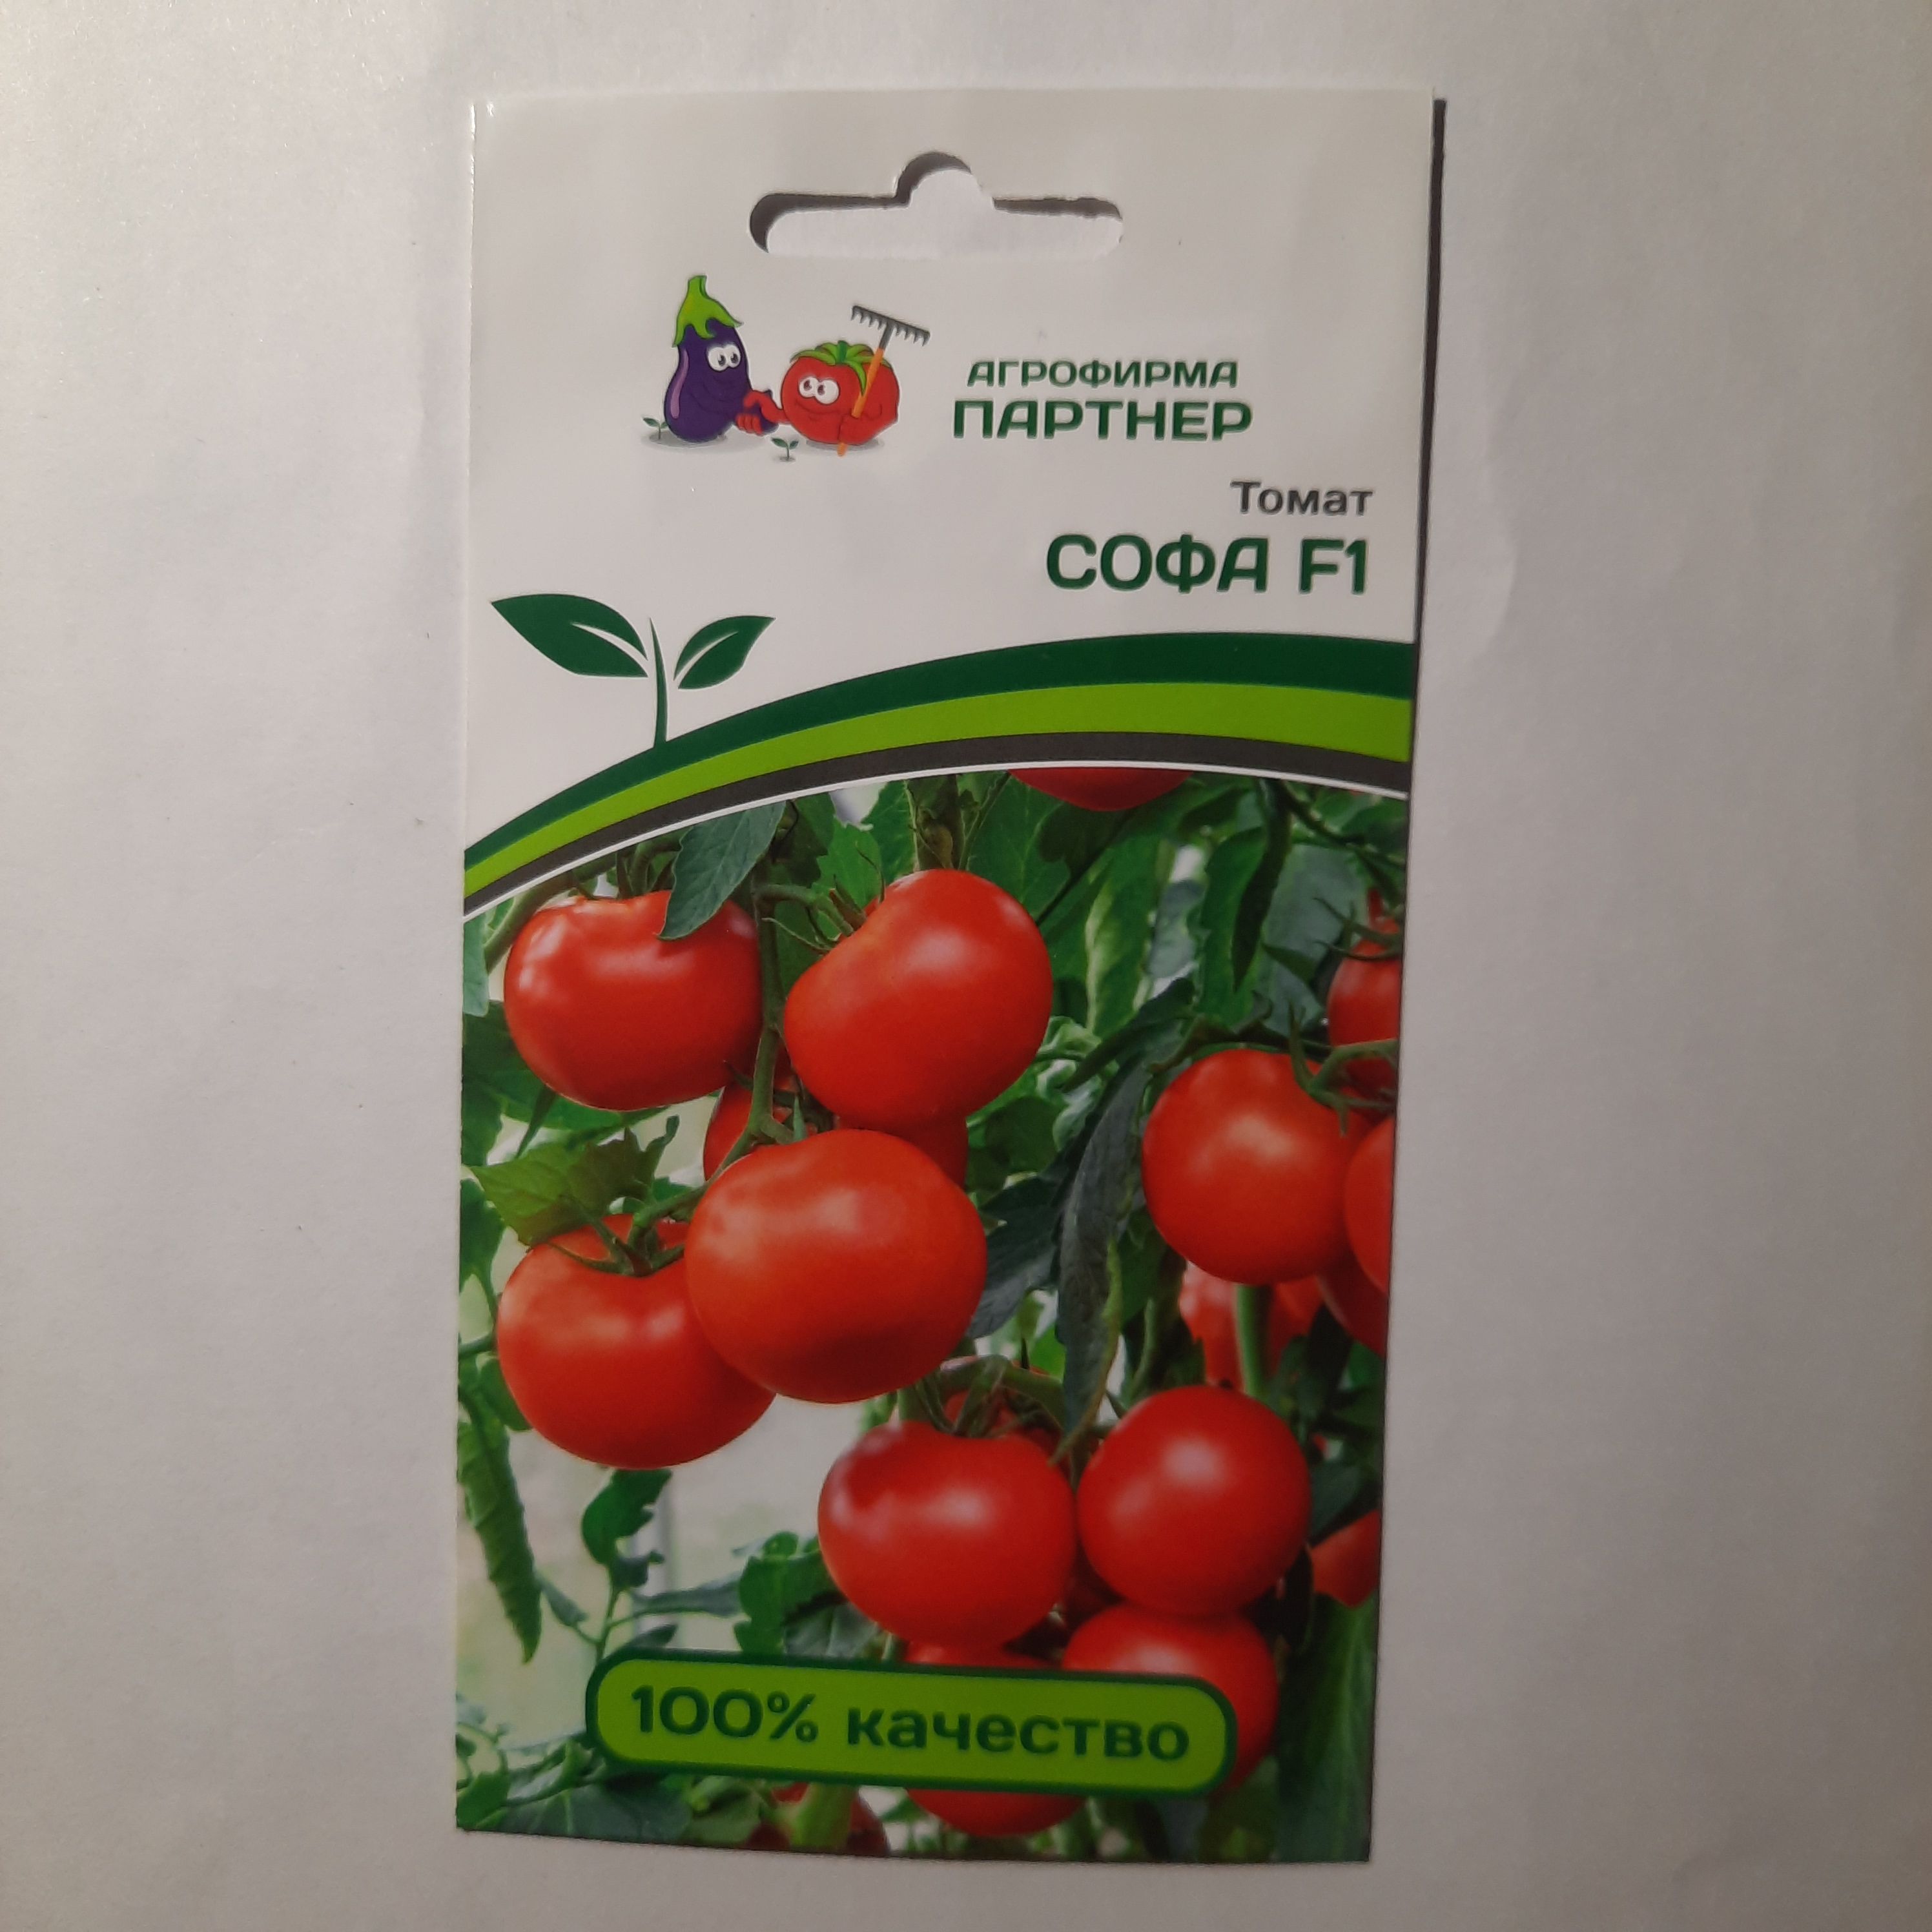 АГРОФИРМА
ПАРТНЕР
Томат
СОФА F1
100% качество